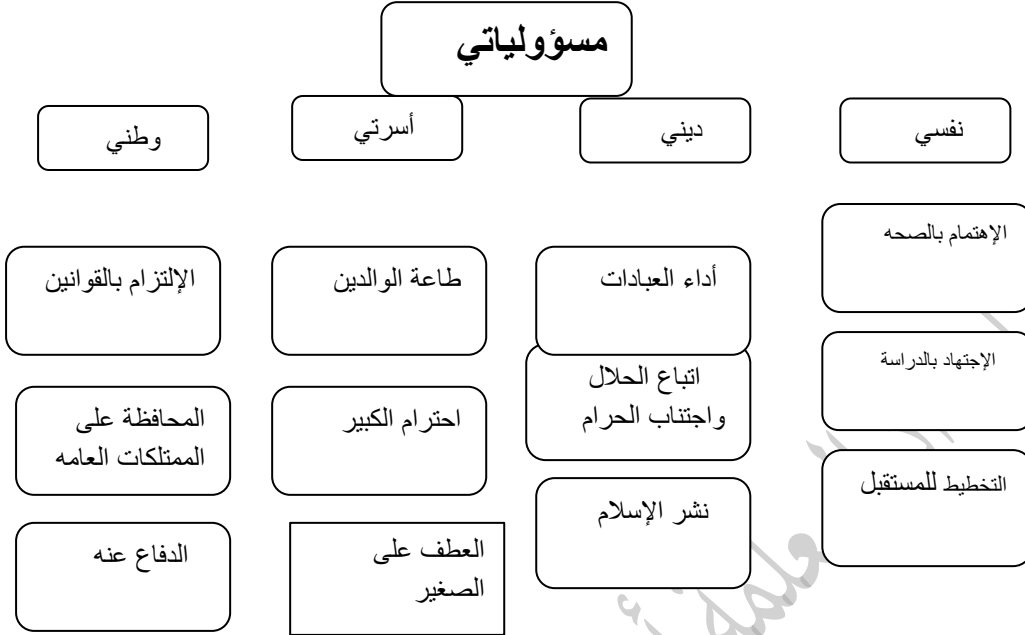 مسؤولياتي
نفسي
ديني
أسرتي
وطني
الإهتمام بالصحه
الإجتهاد بالدراسة
التخطيط للمستقبل
أداء العبادات
اتباع الحلال
واجتناب الحرام
نشر الإسلام
طاعة الوالدين
احترام الكبير
العطف على
الصغير
الإلتزام بالقوانين
المحافظة على
الممتلكات العامه
الدفاع عنه